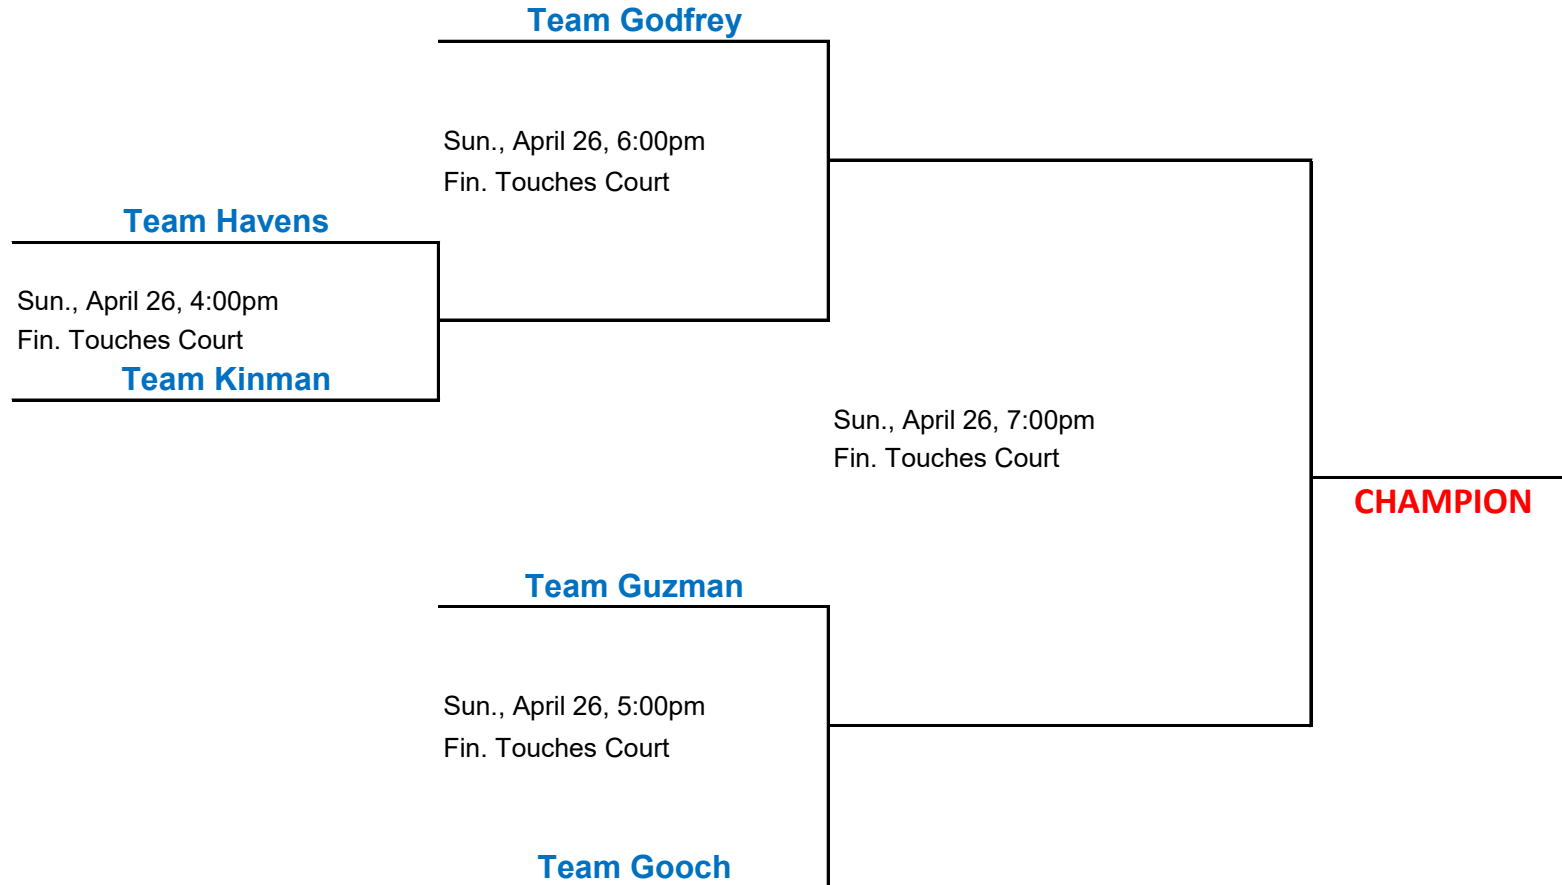 Team Godfrey
Sun., April 26, 6:00pm
Fin. Touches Court
Team Havens
Sun., April 26, 4:00pm
Fin. Touches Court
Team Kinman
Sun., April 26, 7:00pm
Fin. Touches Court
CHAMPION
Team Guzman
Sun., April 26, 5:00pm
Fin. Touches Court
Team Gooch